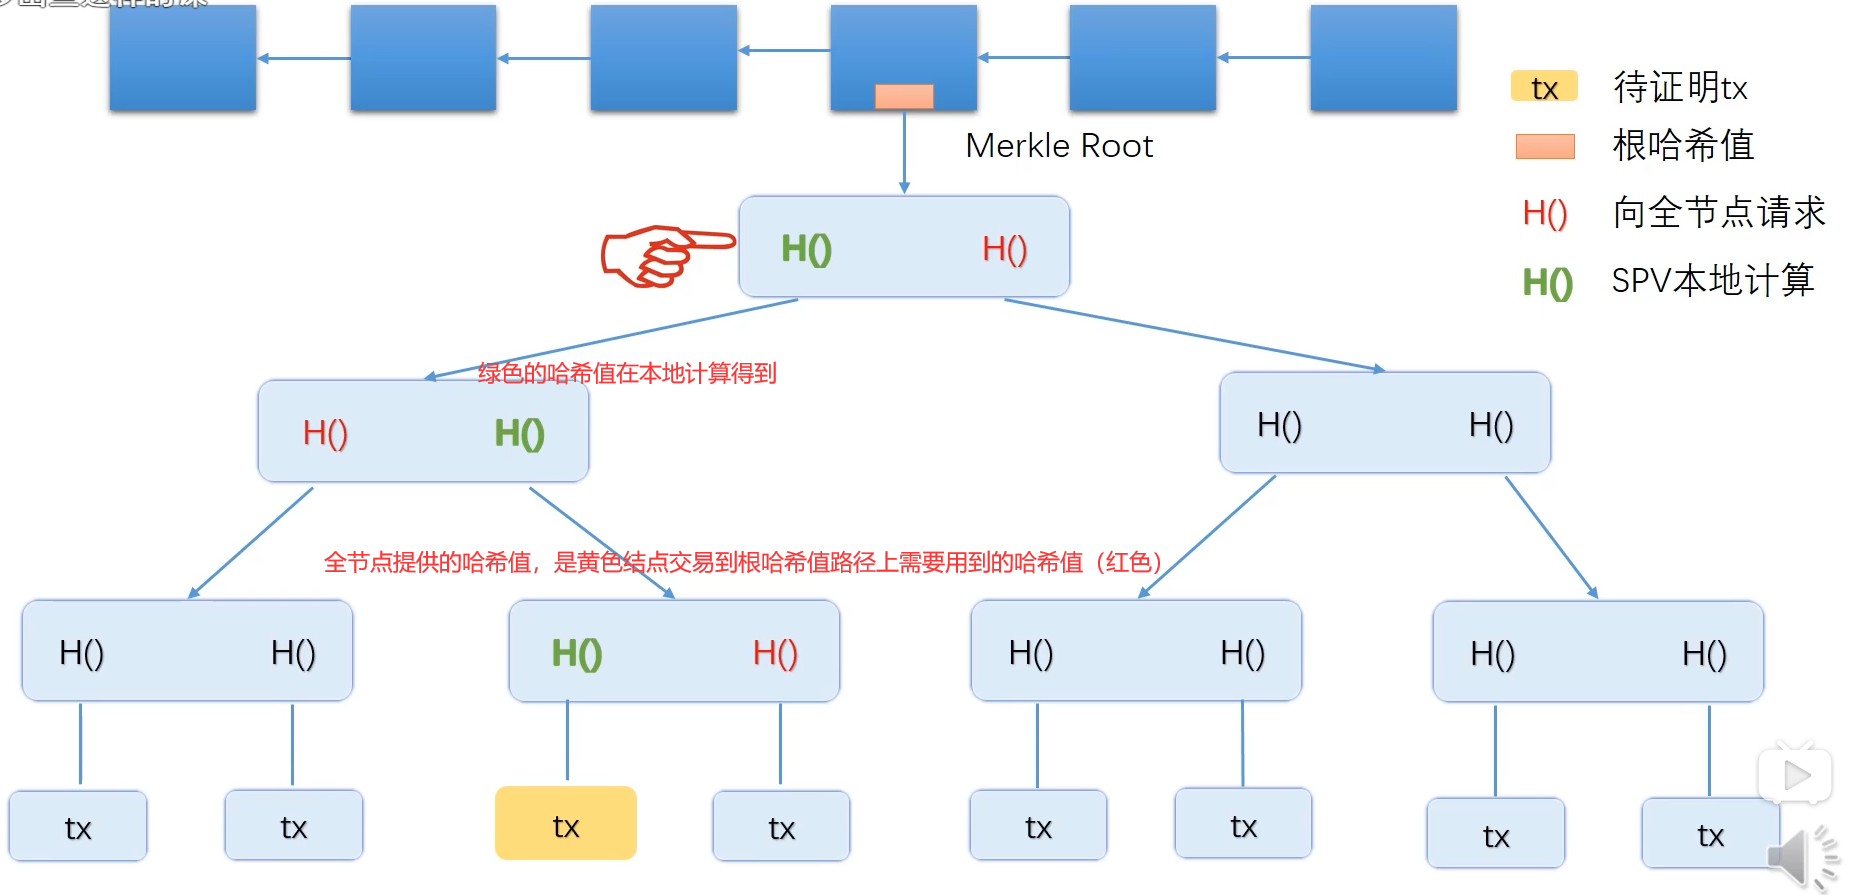 tx 待证明tx
Merkle Root
根哈希值
H() 向全节点请求
H() H()
H() SPV本地计算
绿色的哈希值在本地计算得到
H() H()
H() H()
全节点提供的哈希值，是黄色结点交易到根哈希值路径上需要用到的哈希值（红色）
H() H()
H() H()
H() H()
H() H()
tx
tx
tx
tx
tx
tx
tx
tx